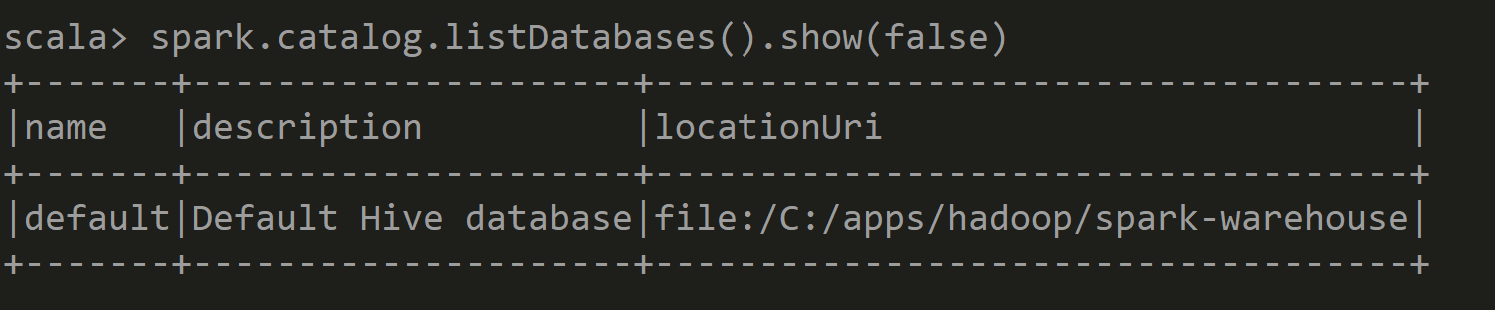 scala> spark.catalog.listDatabases().show(false)
+-------+---------------------+------------------------------------+
|name   |description          |locationUri                         |
+-------+---------------------+------------------------------------+
|default|Default Hive database|file:/C:/apps/hadoop/spark-warehouse|
+-------+---------------------+------------------------------------+